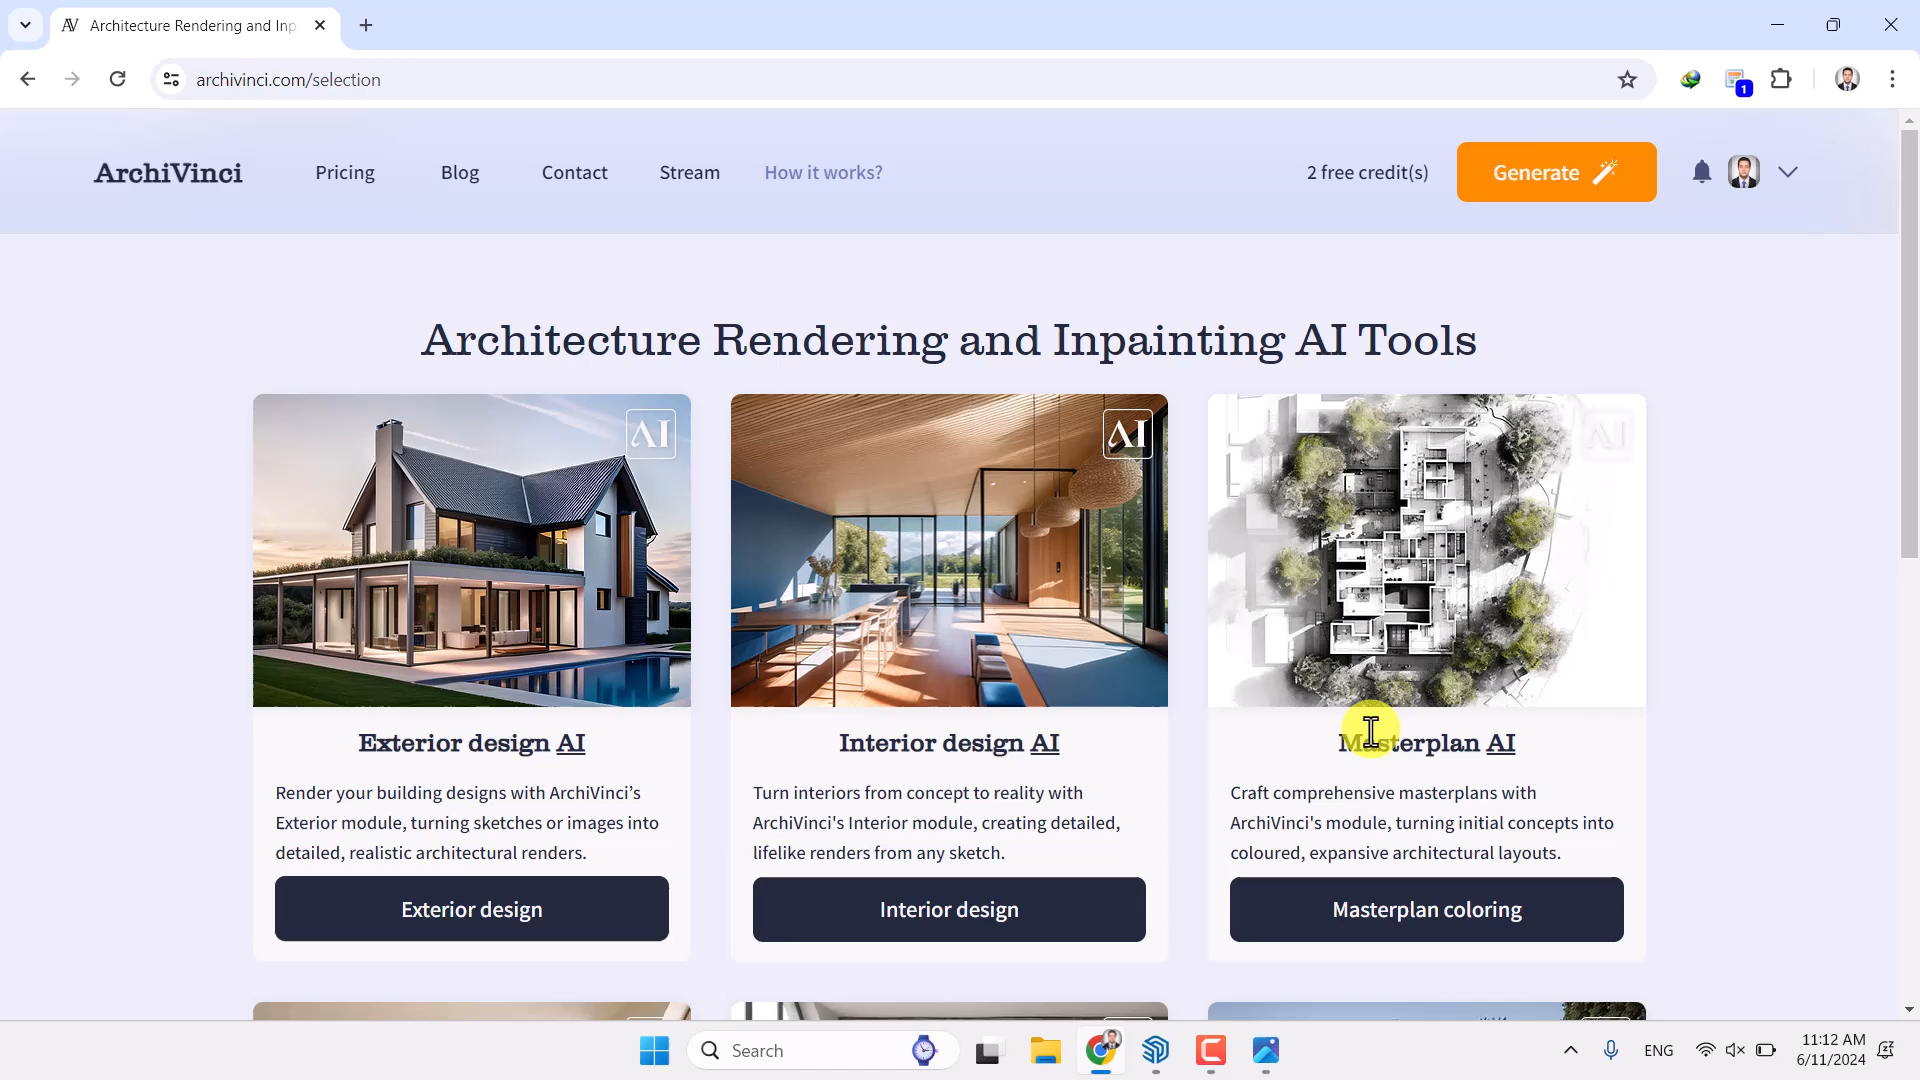 Architecture Rendering and Inp
archivinci.com/selection
1
ArchiVinci
Pricing
Blog
Contact
Stream
How it works?
2 free credit(s)
Generate
Architecture Rendering and Inpainting AI Tools
AI
AI
AI
Exterior design AI
Render your building designs with ArchiVinci’s
Exterior module, turning sketches or images into
detailed, realistic architectural renders.
Exterior design
Interior design AI
Turn interiors from concept to reality with
ArchiVinci's Interior module, creating detailed,
lifelike renders from any sketch.
Interior design
Masterplan AI
Craft comprehensive masterplans with
ArchiVinci's module, turning initial concepts into
coloured, expansive architectural layouts.
Masterplan coloring
Search
ENG
11:12 AM
6/11/2024